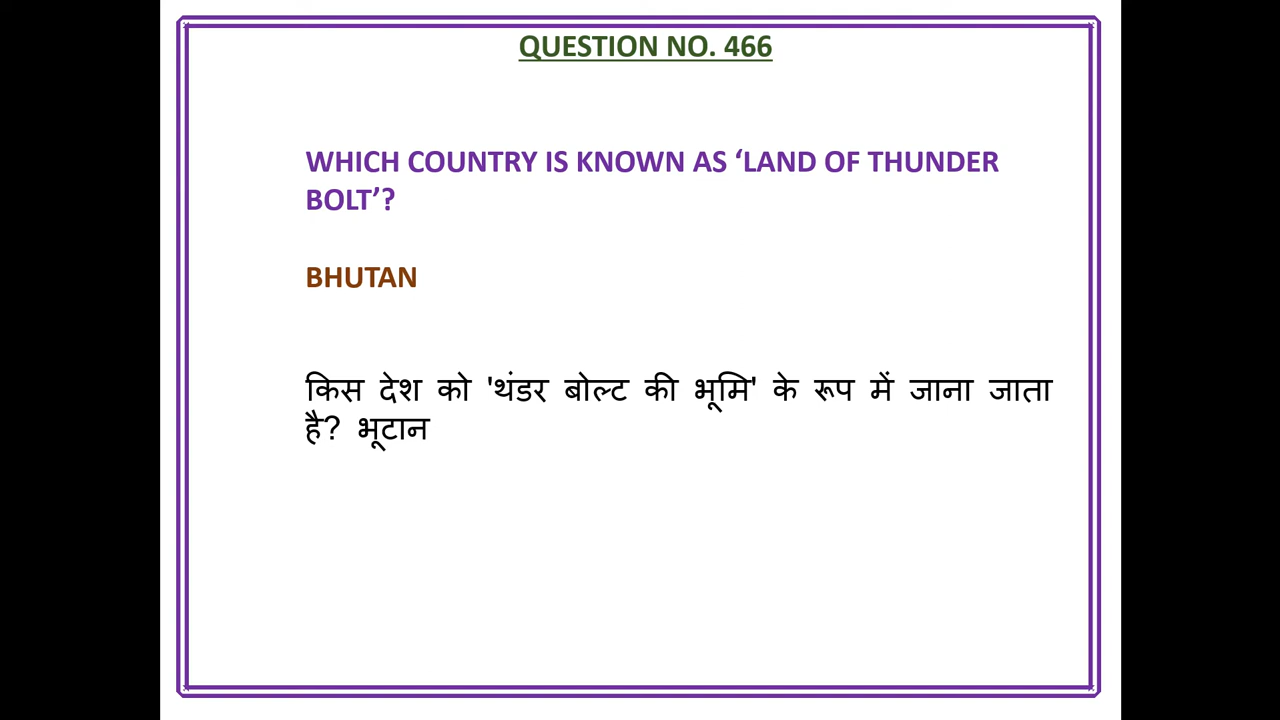 QUESTION NO. 466
WHICH COUNTRY IS KNOWN AS ‘LAND OF THUNDER
BOLT’?
BHUTAN
किस देश को 'थंडर बोल्ट की भूमि' के रूप में जाना जाता
है? भूटान